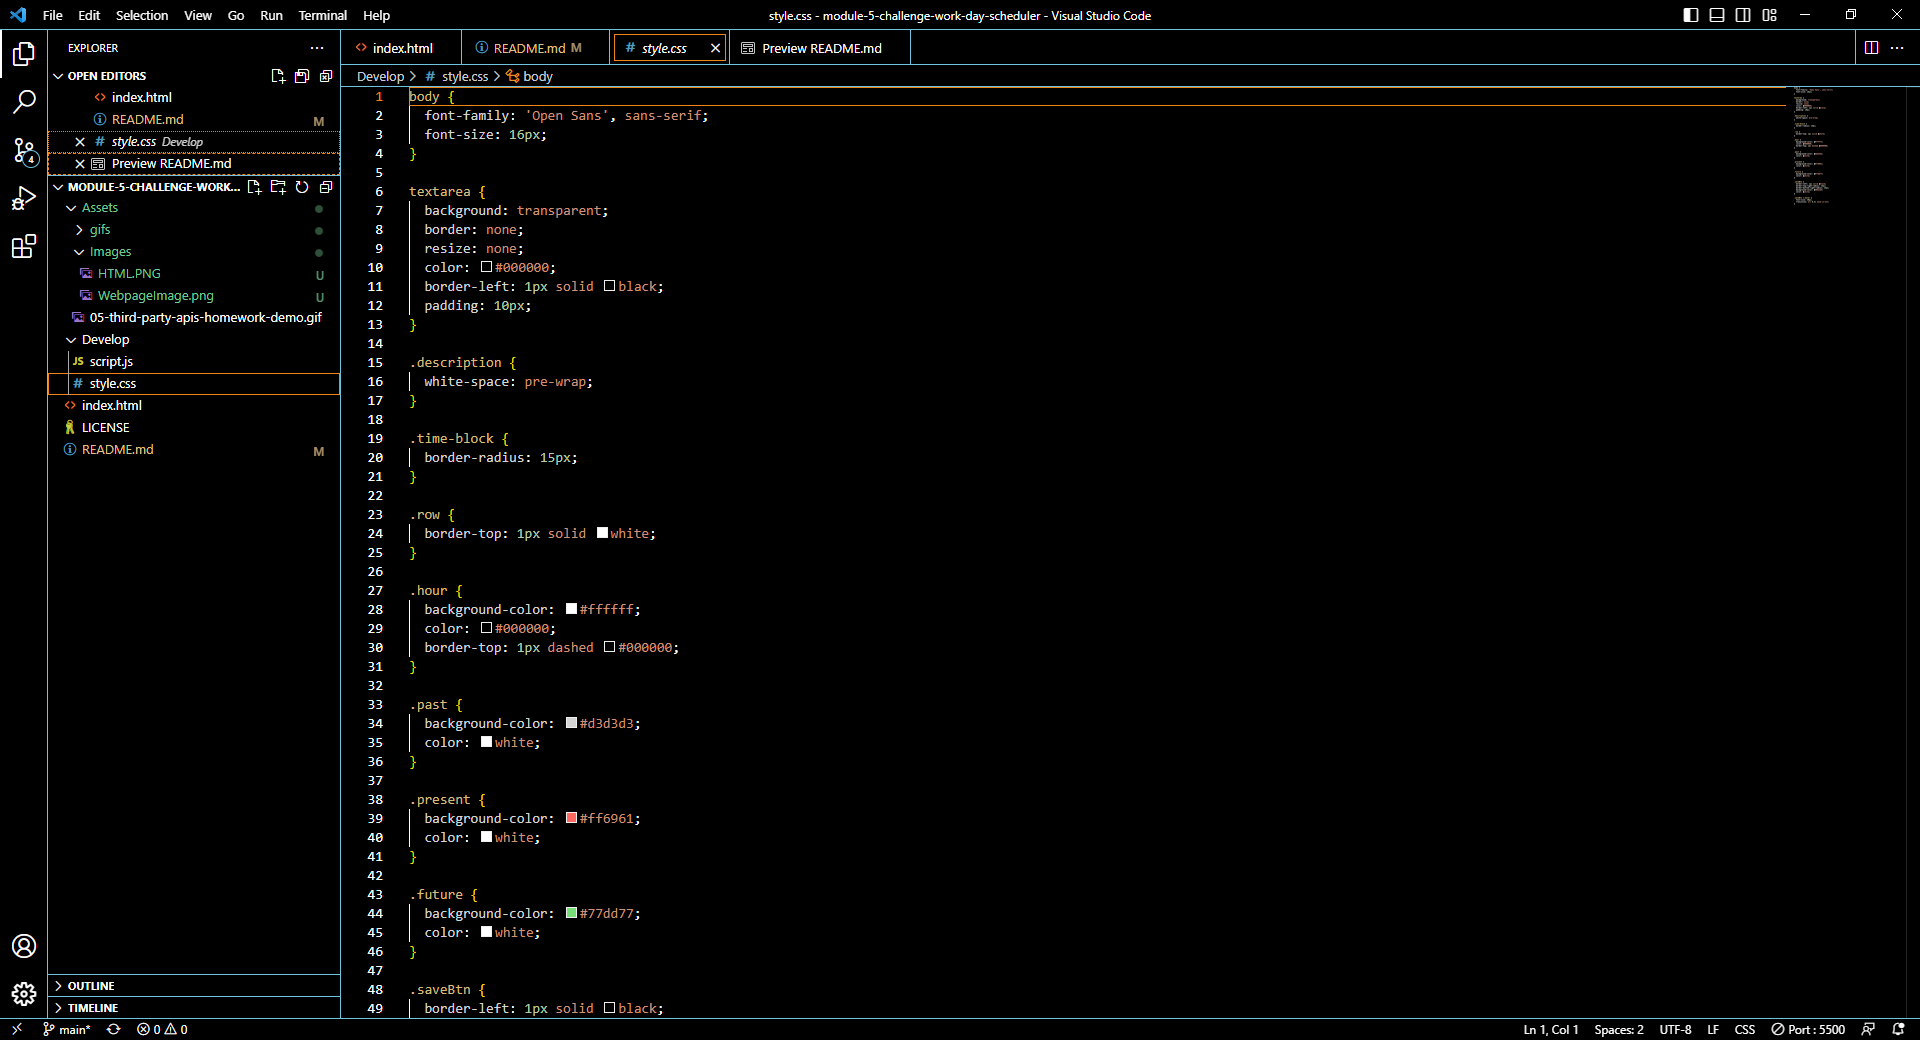 File Edit Selection View Go Run Terminal Help
style.css - module-5-challenge-work-day-scheduler - Visual Studio Code
EXPLORER
OPEN EDITORS
index.html
README.md M
style.css Develop
Preview README.md
MODULE-5-CHALLENGE-WORK...
Assets
gifs
Images
HTML.PNG U
WebpageImage.png U
05-third-party-apis-homework-demo.gif
Develop
JS script.js
# style.css
index.html
LICENSE
README.md M
OUTLINE
TIMELINE
4
index.html
README.md M
# style.css
Preview README.md
Develop > # style.css > body
1 body {
2 font-family: 'Open Sans', sans-serif;
3 font-size: 16px;
4 }
5
6 textarea {
7 background: transparent;
8 border: none;
9 resize: none;
10 color: #000000;
11 border-left: 1px solid black;
12 padding: 10px;
13 }
14
15 .description {
16 white-space: pre-wrap;
17 }
18
19 .time-block {
20 border-radius: 15px;
21 }
22
23 .row {
24 border-top: 1px solid white;
25 }
26
27 .hour {
28 background-color: #ffffff;
29 color: #000000;
30 border-top: 1px dashed #000000;
31 }
32
33 .past {
34 background-color: #d3d3d3;
35 color: white;
36 }
37
38 .present {
39 background-color: #ff6961;
40 color: white;
41 }
42
43 .future {
44 background-color: #77dd77;
45 color: white;
46 }
47
48 .saveBtn {
49 border-left: 1px solid black;
main* 0 0
Ln 1, Col 1 Spaces: 2 UTF-8 LF CSS Port : 5500